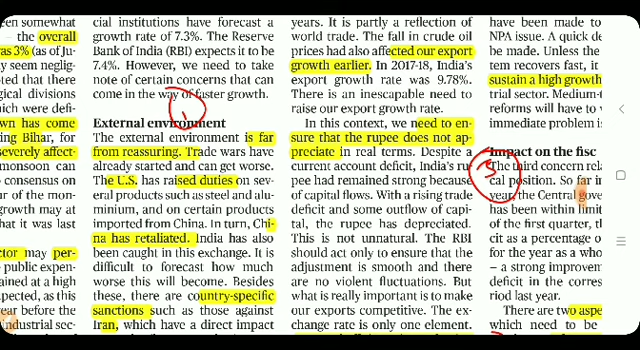 en somewhat
– the overall
was 3% (as of Ju-
y seem negligi-
oted that there
gical divisions
which were defi-
wn has come
ng Bihar, for
severely affect-
monsoon can
o consensus on
ur of the mon-
growth may at
at it was last
ctor may per-
public expen-
ained at a high
xpected, as this
ear before the
industrial sec-
cial institutions have forecast a
growth rate of 7.3%. The Reserve
Bank of India (RBI) expects it to be
7.4%. However, we need to take
note of certain concerns that can
come in the way of faster growth.
1
External environment
The external environment is far
from reassuring. Trade wars have
already started and can get worse.
The U.S. has raised duties on sev-
eral products such as steel and alu-
minium, and on certain products
imported from China. In turn, Chi-
na has retaliated. India has also
been caught in this exchange. It is
difficult to forecast how much
worse this will become. Besides
these, there are country-specific
sanctions such as those against
Iran, which have a direct impact
years. It is partly a reflection of
world trade. The fall in crude oil
prices had also affected our export
growth earlier. In 2017-18, India's
export growth rate was 9.78%.
There is an inescapable need to
raise our export growth rate.
In this context, we need to en-
sure that the rupee does not ap-
preciate in real terms. Despite a
current account deficit, India's ru-
pee had remained strong because
of capital flows. With a rising trade
deficit and some outflow of capi-
tal, the rupee has depreciated.
This is not unnatural. The RBI
should act only to ensure that the
adjustment is smooth and there
are no violent fluctuations. But
what is really important is to make
our exports competitive. The ex-
change rate is only one element.
have been made to
NPA issue. A quick de
be made. Unless the
tem recovers fast, it
sustain a high growth
trial sector. Medium-t
reforms will have to
immediate problem is
Impact on the fisc
3
The third concern rel
cal position. So far in
year, the Central gove
has been within limit
of the first quarter, th
cit as a percentage o
for the year as a who
– a strong improvem
deficit in the corres
riod last year.
There are two aspe
which need to be